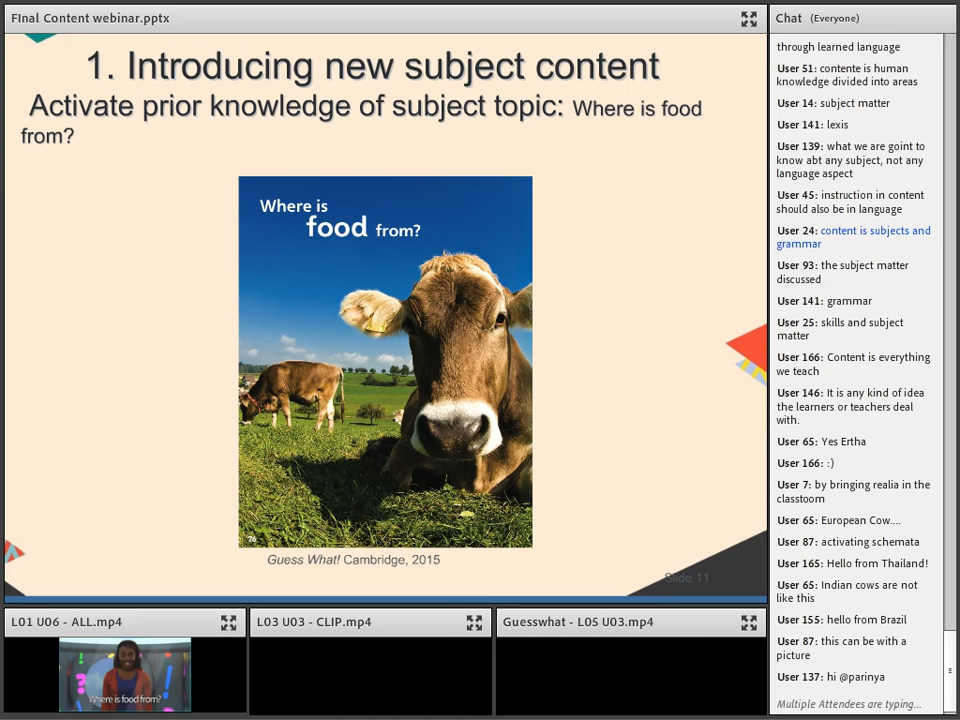 FInal Content webinar.pptx
1. Introducing new subject content
Activate prior knowledge of subject topic: Where is food
from?
Where is
food from?
76
Guess What! Cambridge, 2015
Slide 11
L01 U06 - ALL.mp4
Where is food from?
L03 U03 - CLIP.mp4
Guesswhat - L05 U03.mp4
Chat (Everyone)
through learned language
User 51: contente is human
knowledge divided into areas
User 14: subject matter
User 141: lexis
User 139: what we are goint to
know abt any subject, not any
language aspect
User 45: instruction in content
should also be in language
User 24: content is subjects and
grammar
User 93: the subject matter
discussed
User 141: grammar
User 25: skills and subject
matter
User 166: Content is everything
we teach
User 146: It is any kind of idea
the learners or teachers deal
with.
User 65: Yes Ertha
User 166: :)
User 7: by bringing realia in the
classtoom
User 65: European Cow....
User 87: activating schemata
User 165: Hello from Thailand!
User 65: Indian cows are not
like this
User 155: hello from Brazil
User 87: this can be with a
picture
User 137: hi @parinya
Multiple Attendees are typing...